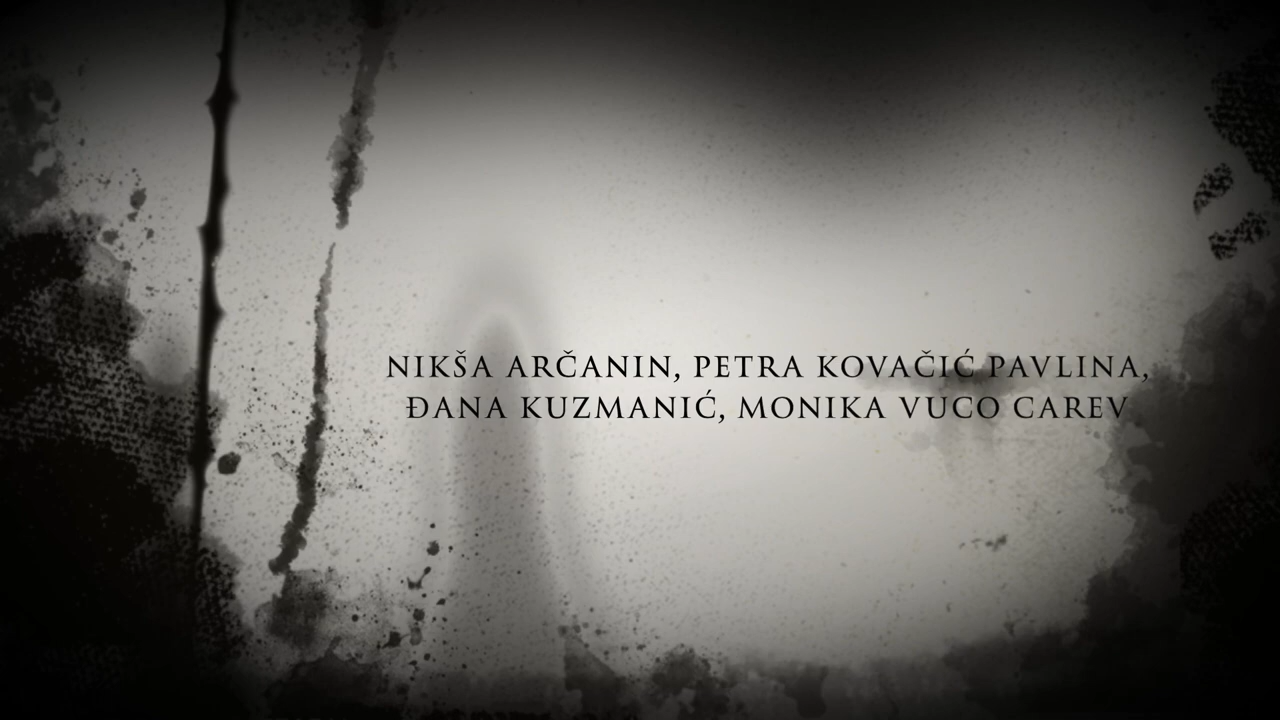 NIKŠA ARČANIN, PETRA KOVAČIĆ PAVLINA,
ĐANA KUZMANIĆ, MONIKA VUCO CAREV